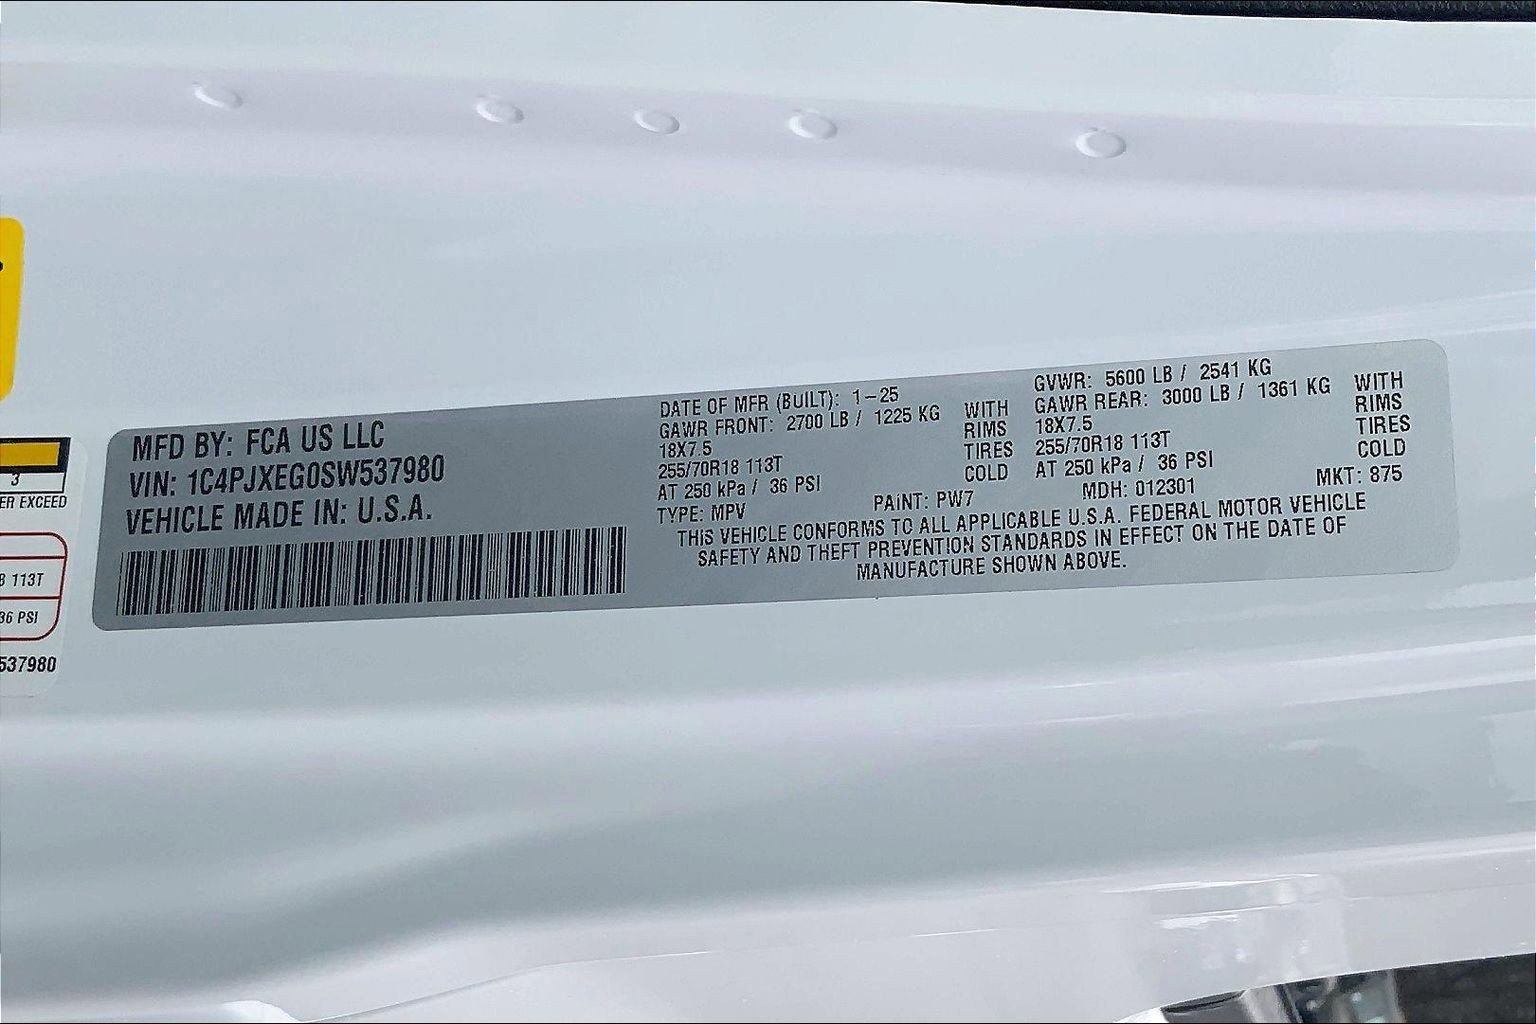 MFD BY: FCA US LLC
VIN: 1C4PJXEG0SW537980
VEHICLE MADE IN: U.S.A.
DATE OF MFR (BUILT): 1-25
GAWR FRONT: 2700 LB / 1225 KG WITH
18X7.5 RIMS
255/70R18 113T TIRES
AT 250 kPa / 36 PSI COLD
GVWR: 5600 LB / 2541 KG
GAWR REAR: 3000 LB / 1361 KG WITH
18X7.5 RIMS
255/70R18 113T TIRES
AT 250 kPa / 36 PSI COLD
TYPE: MPV PAINT: PW7 MDH: 012301 MKT: 875
THIS VEHICLE CONFORMS TO ALL APPLICABLE U.S.A. FEDERAL MOTOR VEHICLE
SAFETY AND THEFT PREVENTION STANDARDS IN EFFECT ON THE DATE OF
MANUFACTURE SHOWN ABOVE.
3
ER EXCEED
8 113T
36 PSI
537980